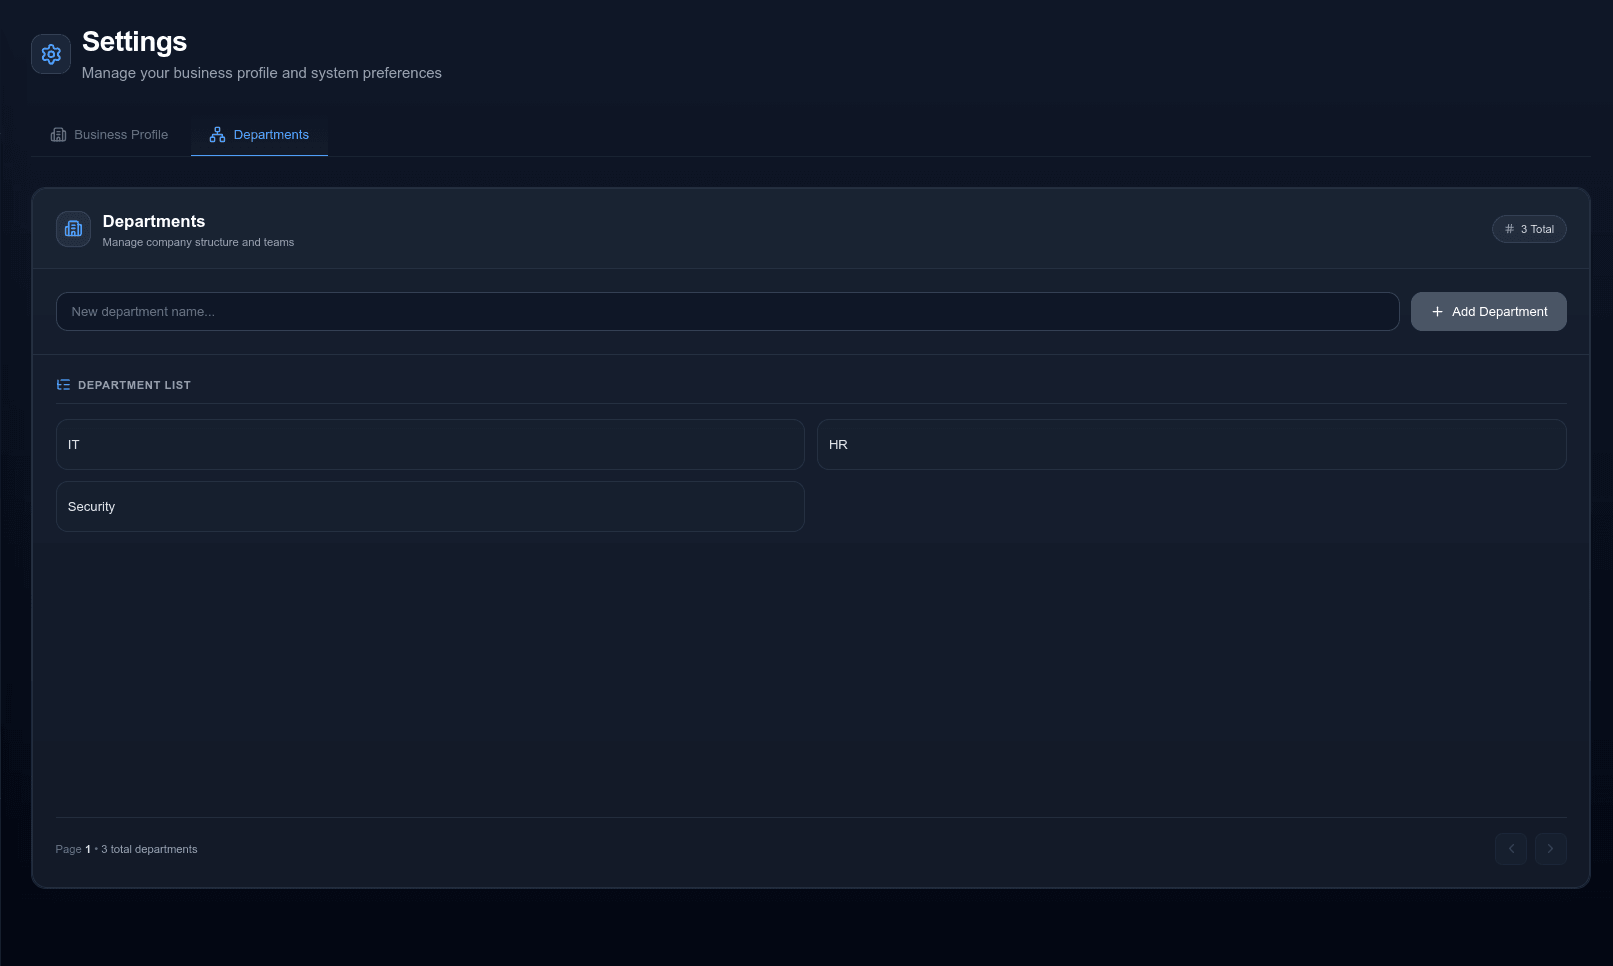 Settings
Manage your business profile and system preferences
Business Profile
Departments
Departments
Manage company structure and teams
# 3 Total
New department name...
+ Add Department
DEPARTMENT LIST
IT
HR
Security
Page 1 • 3 total departments